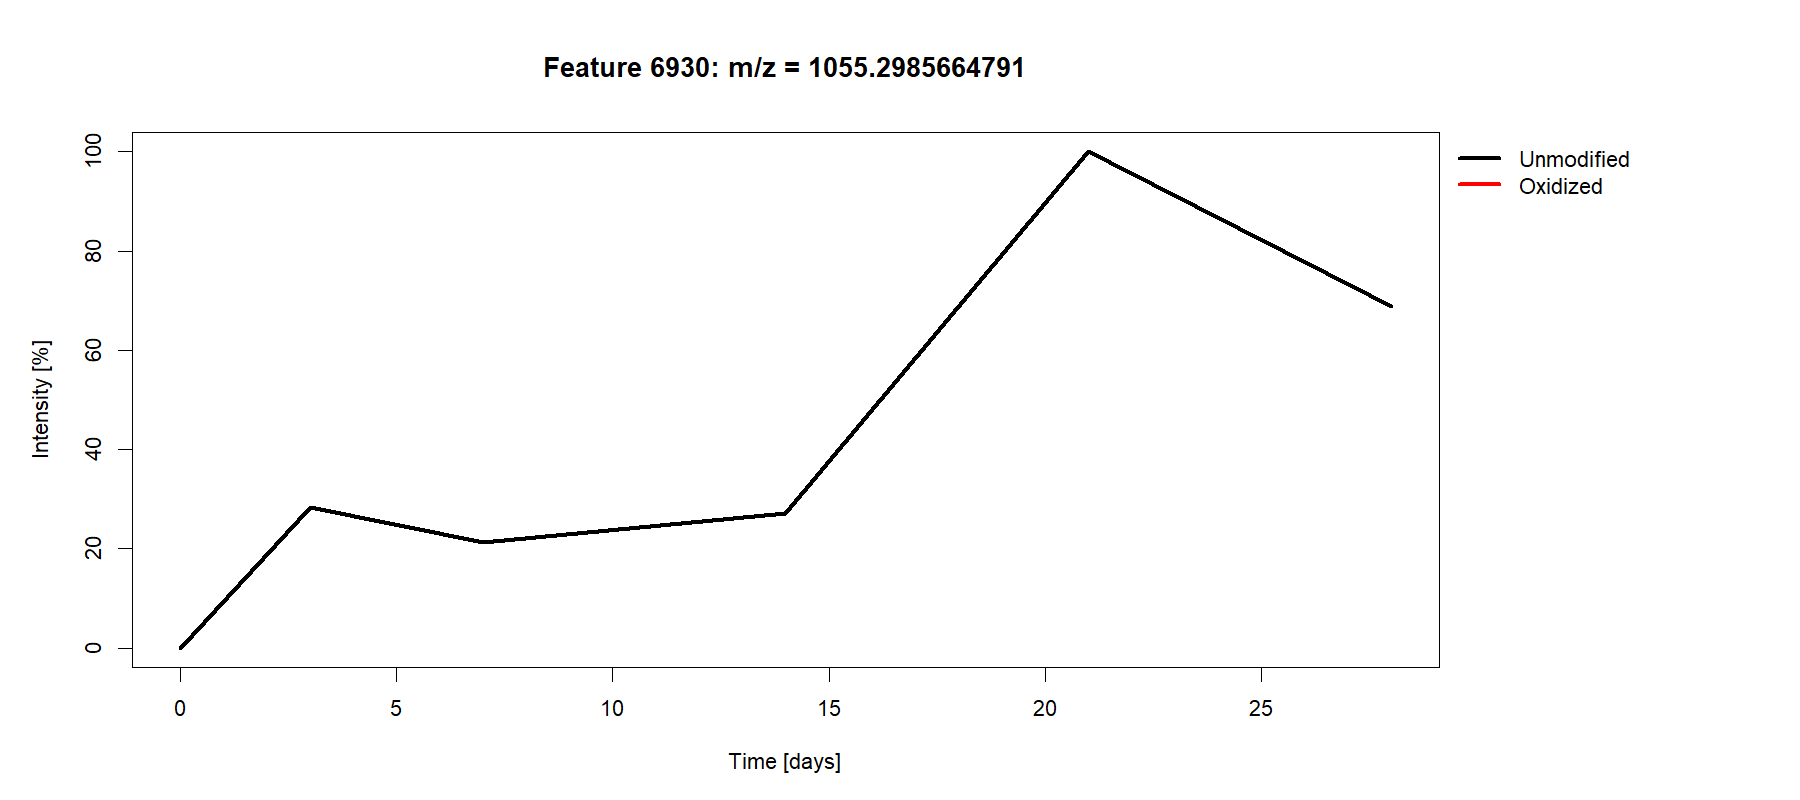 Feature 6930: m/z = 1055.2985664791
Unmodified
Oxidized
Intensity [%]
100
80
60
40
20
0
0 5 10 15 20 25
Time [days]